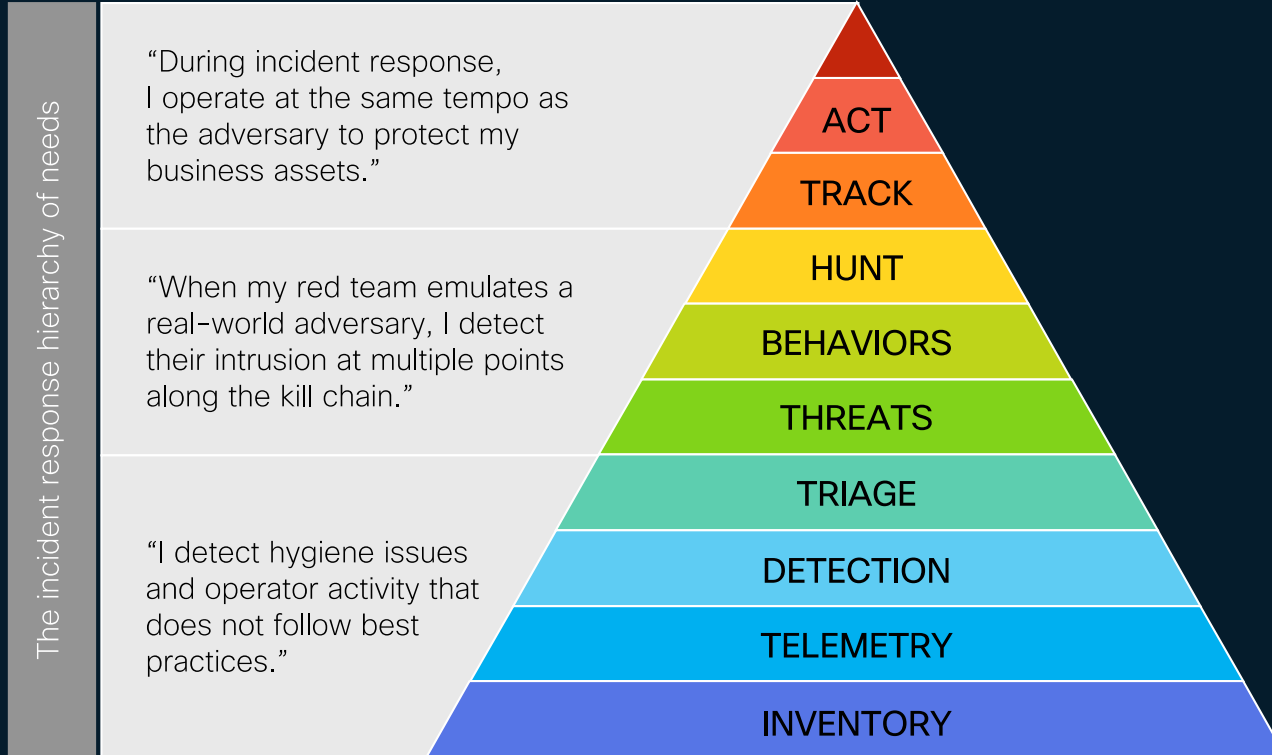 The incident response hierarchy of needs
“During incident response,
I operate at the same tempo as
the adversary to protect my
business assets.”
“When my red team emulates a
real-world adversary, I detect
their intrusion at multiple points
along the kill chain.”
“I detect hygiene issues
and operator activity that
does not follow best
practices.”
ACT
TRACK
HUNT
BEHAVIORS
THREATS
TRIAGE
DETECTION
TELEMETRY
INVENTORY